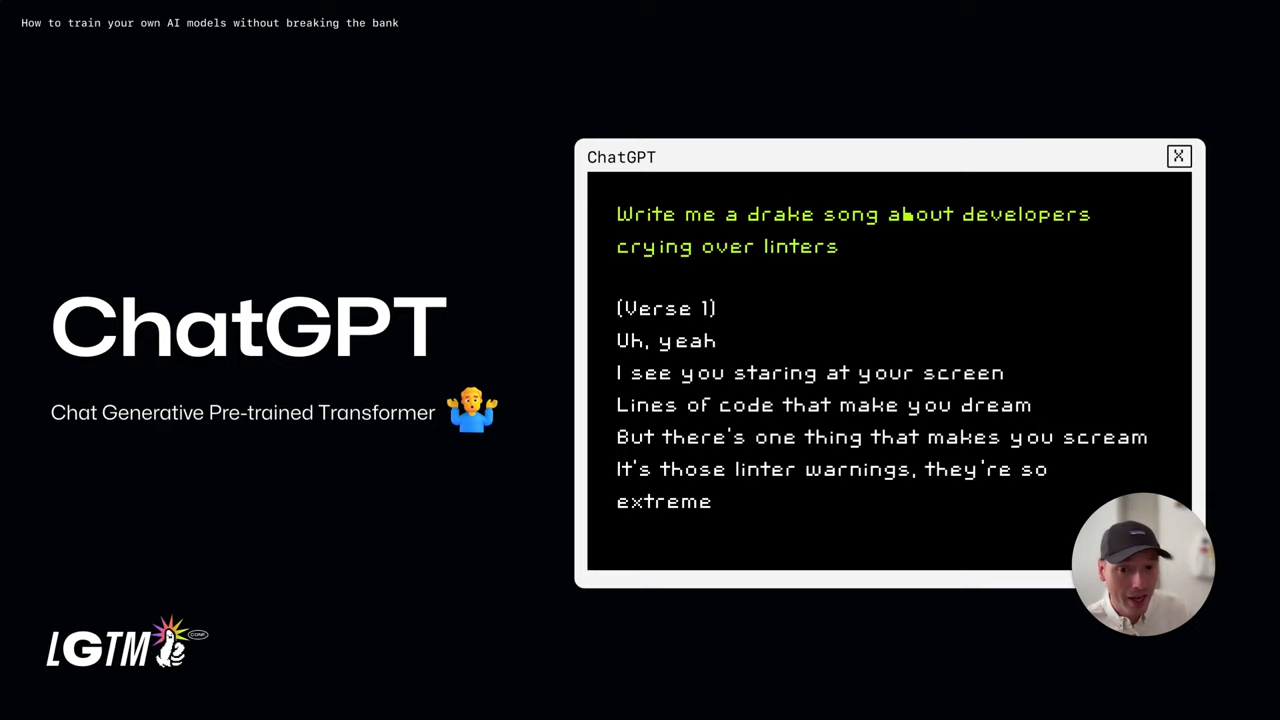 How to train your own AI models without breaking the bank
ChatGPT
Chat Generative Pre-trained Transformer
LGTM
CONF
ChatGPT
X
Write me a drake song about developers
crying over linters
(Verse 1)
Uh, yeah
I see you staring at your screen
Lines of code that make you dream
But there's one thing that makes you scream
It's those linter warnings, they're so
extreme